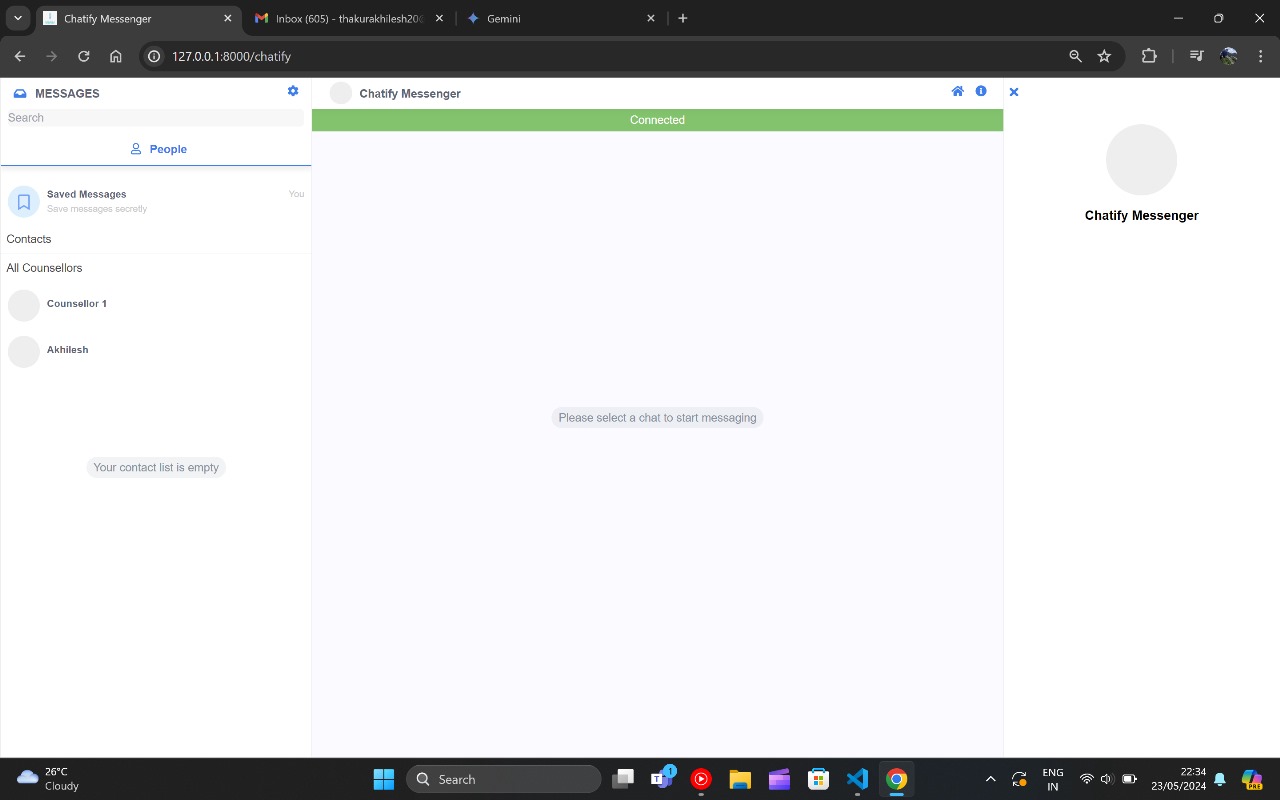 Chatify Messenger
Inbox (605) - thakurakhilesh20
Gemini
127.0.0.1:8000/chatify
MESSAGES
Search
People
Saved Messages
You
Save messages secretly
Contacts
All Counsellors
Counsellor 1
Akhilesh
Your contact list is empty
Chatify Messenger
Connected
Please select a chat to start messaging
Chatify Messenger
26°C
Cloudy
Search
1
ENG
IN
22:34
23/05/2024
PRE